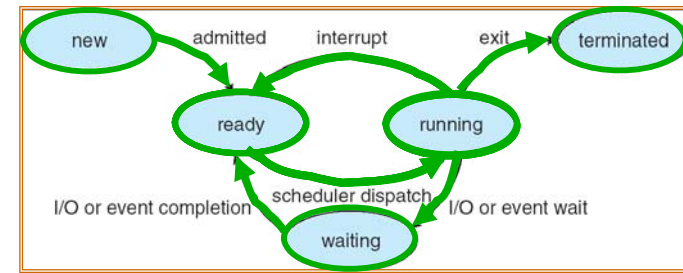 new admitted interrupt exit terminated
ready running
I/O or event completion scheduler dispatch I/O or event wait
waiting